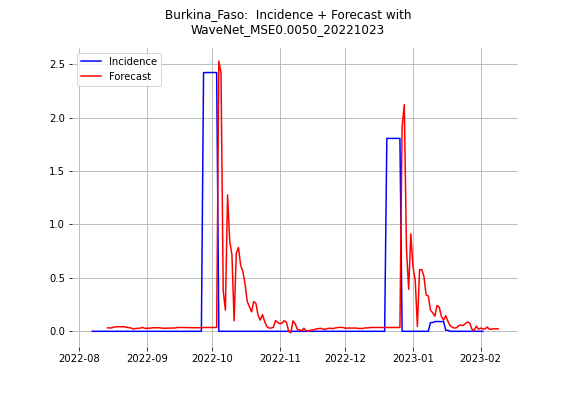 Burkina_Faso:  Incidence + Forecast with
WaveNet_MSE0.0050_20221023
Incidence
Forecast
2.5
2.0
1.5
1.0
0.5
0.0
2022-08 2022-09 2022-10 2022-11 2022-12 2023-01 2023-02